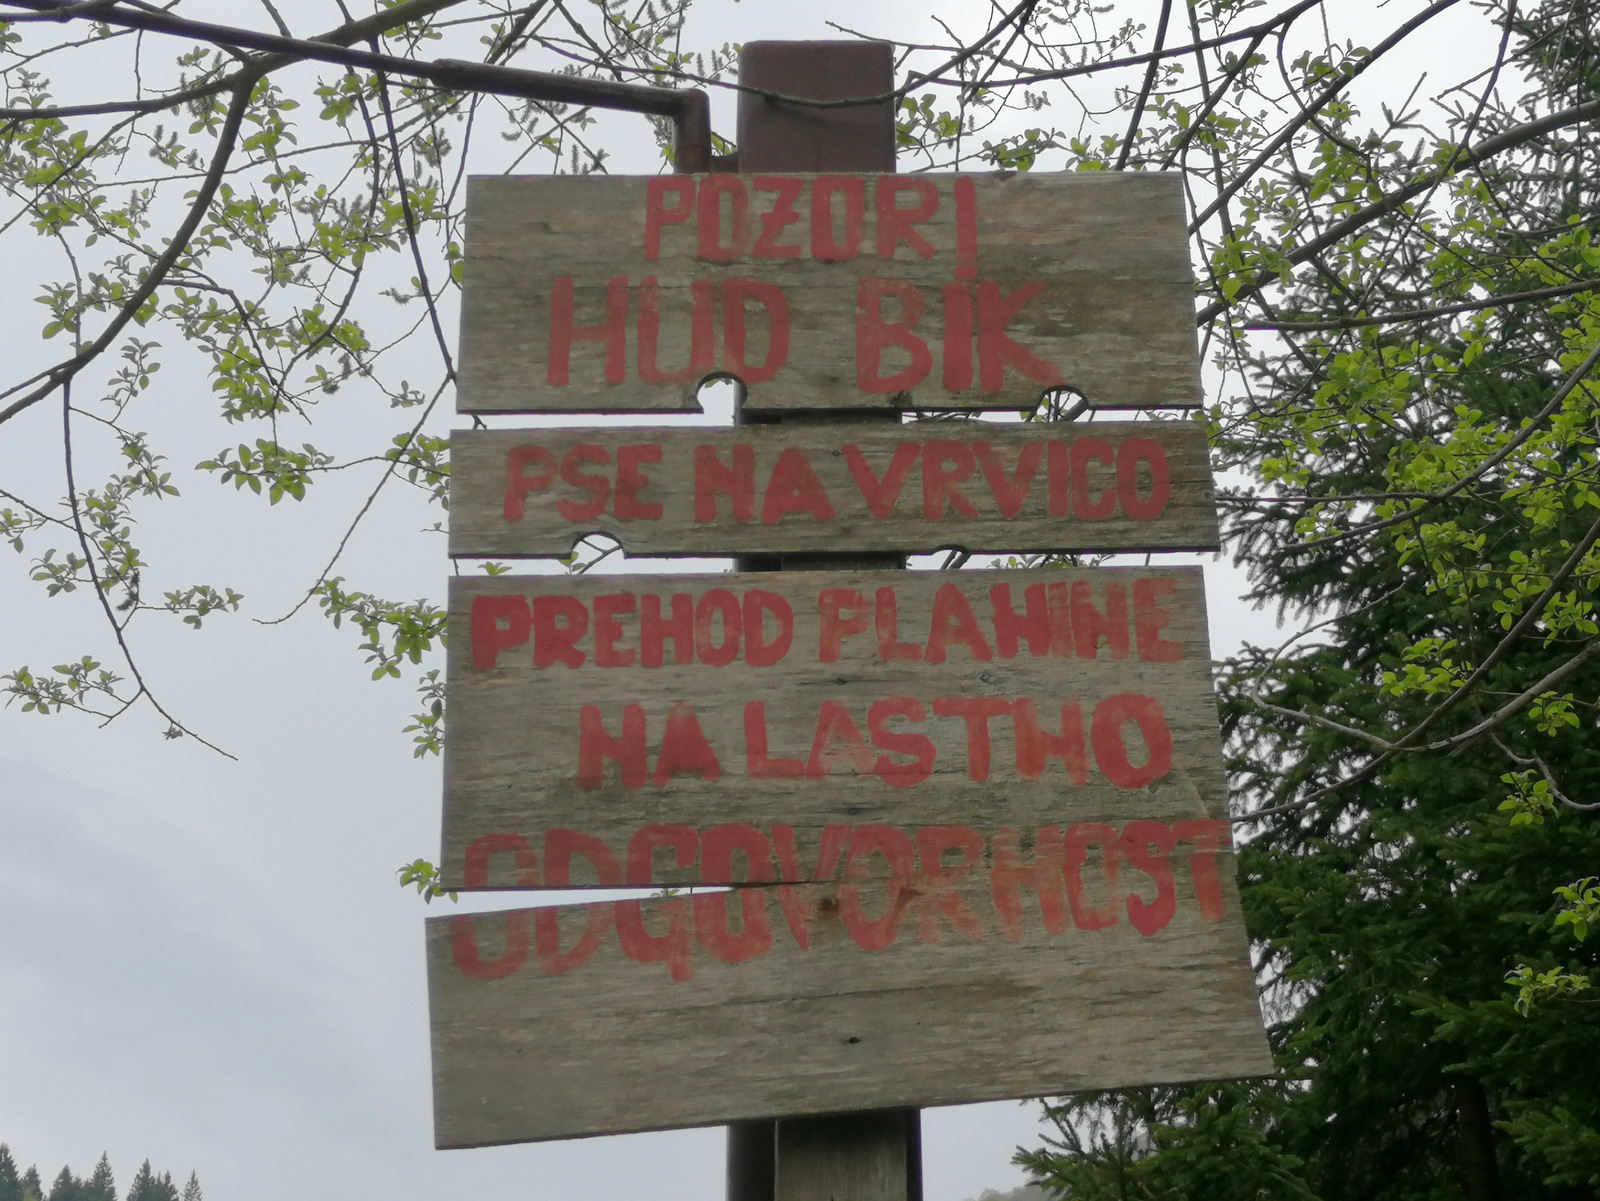 POZOR!
HUD BIK
PSE NA VRVICO
PREHOD PLANINE
NA LASTNO
ODGOVORNOST